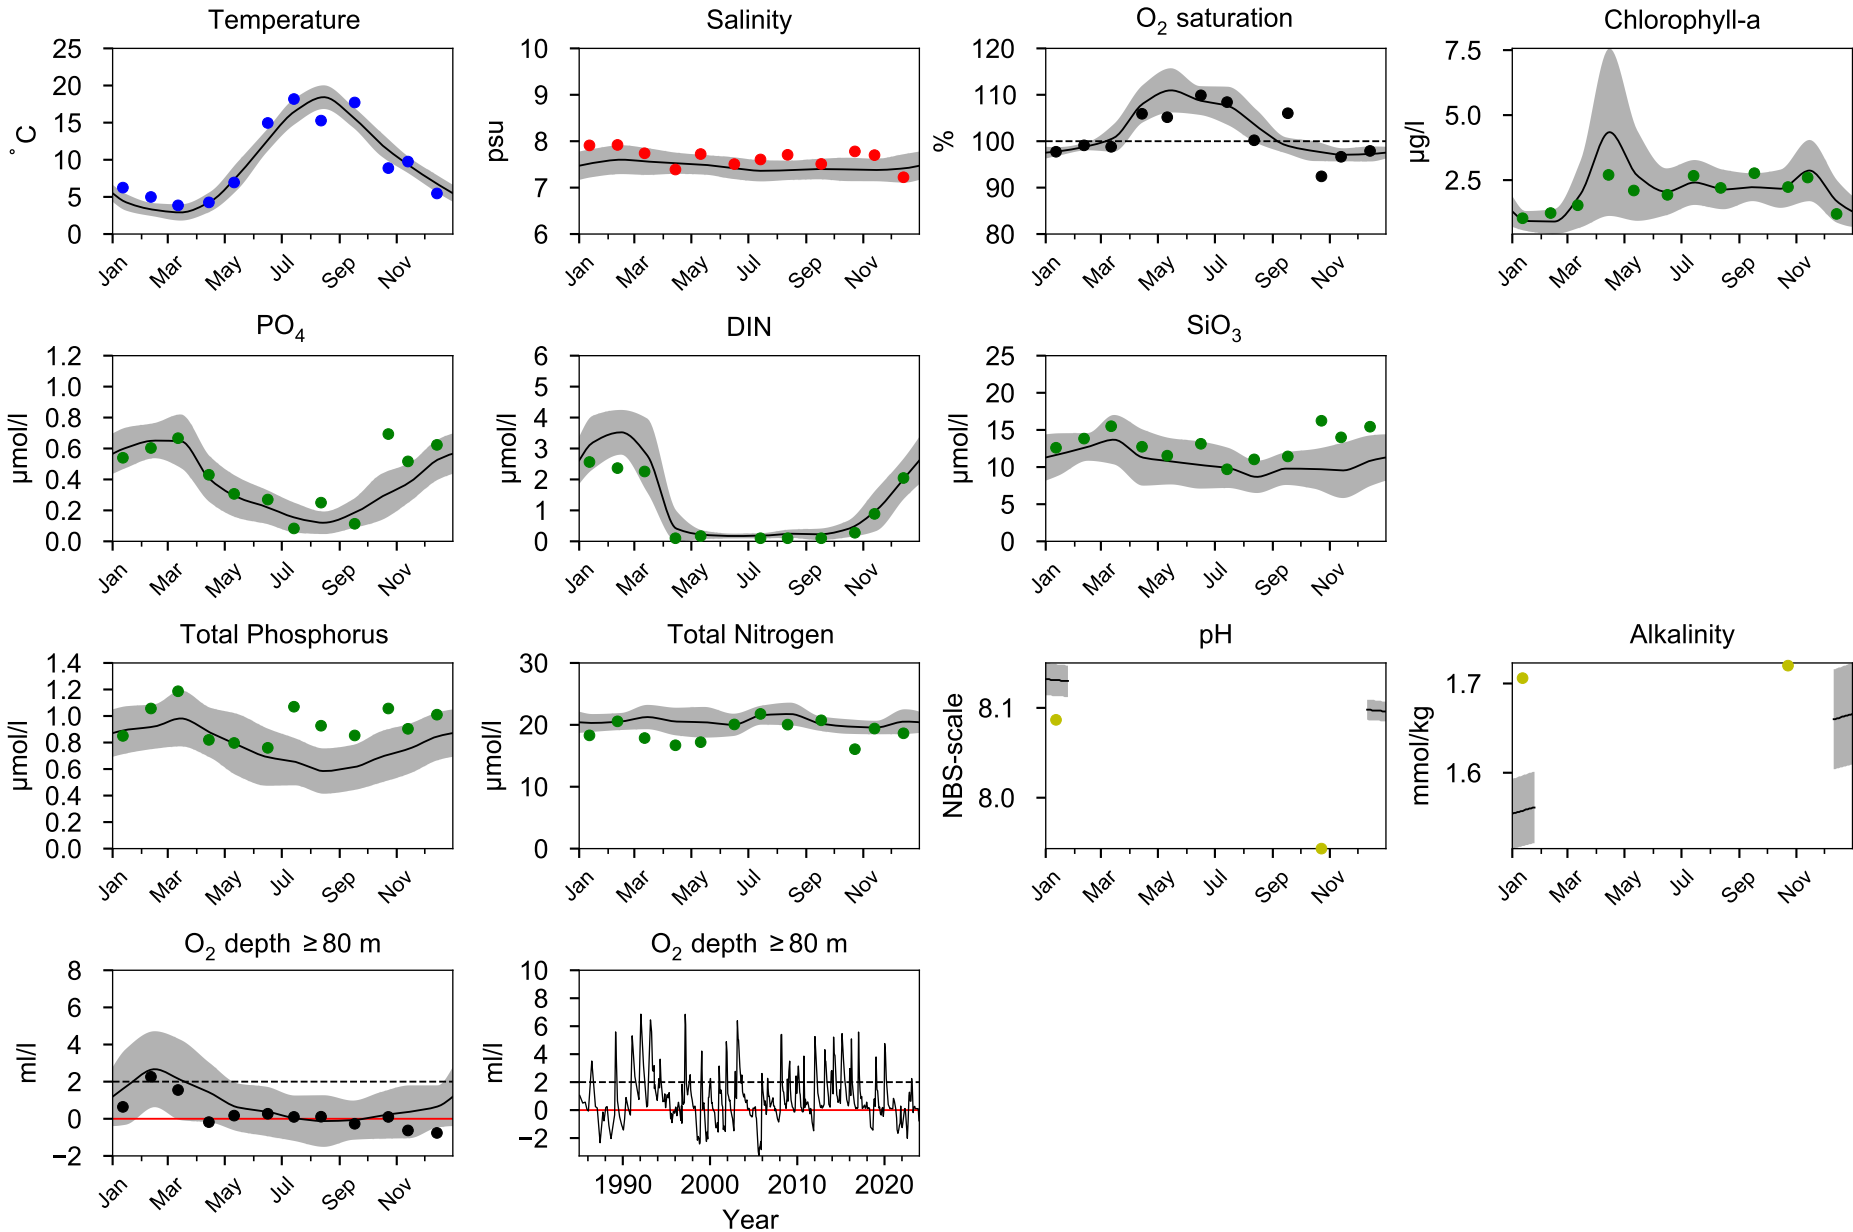 Temperature
25
20
15
10
5
0
°C
Jan Mar May Jul Sep Nov
Salinity
10
9
8
7
6
psu
Jan Mar May Jul Sep Nov
O2 saturation
120
110
100
90
80
%
Jan Mar May Jul Sep Nov
Chlorophyll-a
7.5
5.0
2.5
µg/l
Jan Mar May Jul Sep Nov
PO4
1.2
1.0
0.8
0.6
0.4
0.2
0.0
µmol/l
Jan Mar May Jul Sep Nov
DIN
6
5
4
3
2
1
0
µmol/l
Jan Mar May Jul Sep Nov
SiO3
25
20
15
10
5
0
µmol/l
Jan Mar May Jul Sep Nov
Total Phosphorus
1.4
1.2
1.0
0.8
0.6
0.4
0.2
0.0
µmol/l
Jan Mar May Jul Sep Nov
Total Nitrogen
30
20
10
0
µmol/l
Jan Mar May Jul Sep Nov
pH
8.1
8.0
NBS-scale
Jan Mar May Jul Sep Nov
Alkalinity
1.7
1.6
mmol/kg
Jan Mar May Jul Sep Nov
O2 depth ≥80 m
8
6
4
2
0
−2
ml/l
Jan Mar May Jul Sep Nov
O2 depth ≥80 m
10
8
6
4
2
0
−2
ml/l
1990 2000 2010 2020
Year